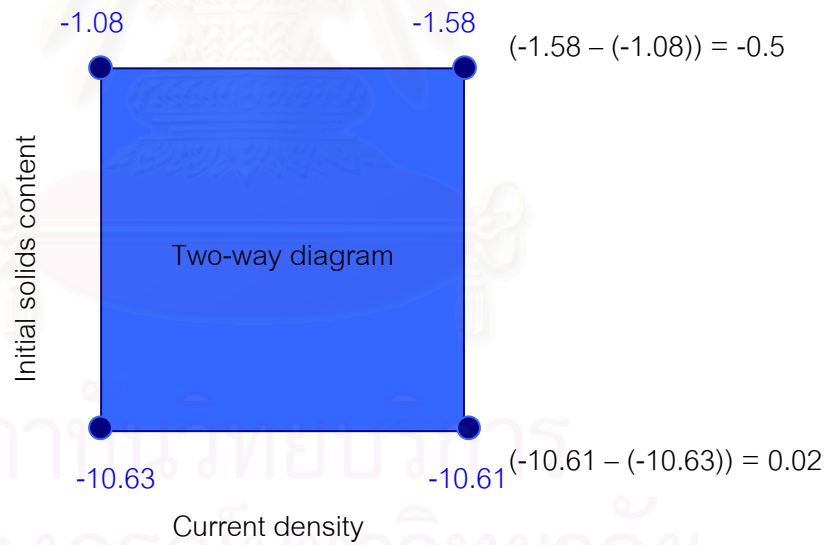 -1.08
-1.58
(-1.58 – (-1.08)) = -0.5
Initial solids content
Two-way diagram
-10.63
-10.61
(-10.61 – (-10.63)) = 0.02
Current density